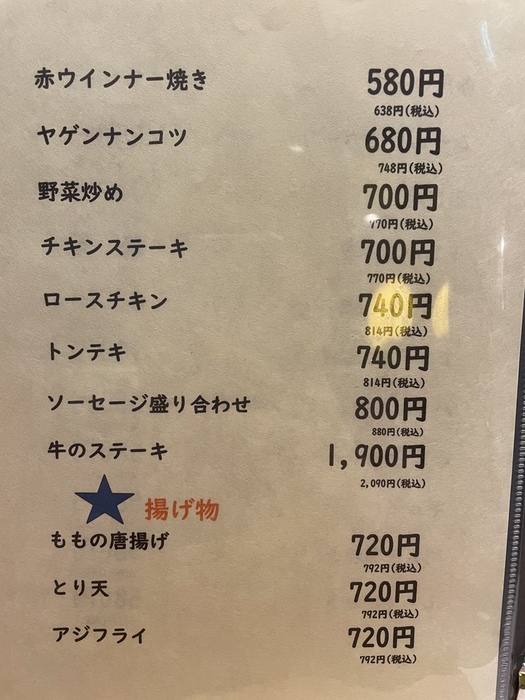 赤ウインナー焼き 580円
638円(税込)
ヤゲンナンコツ 680円
748円(税込)
野菜炒め 700円
770円(税込)
チキンステーキ 700円
770円(税込)
ロースチキン 740円
814円(税込)
トンテキ 740円
814円(税込)
ソーセージ盛り合わせ 800円
880円(税込)
牛のステーキ 1,900円
2,090円(税込)
揚げ物
ももの唐揚げ 720円
792円(税込)
とり天 720円
792円(税込)
アジフライ 720円
792円(税込)